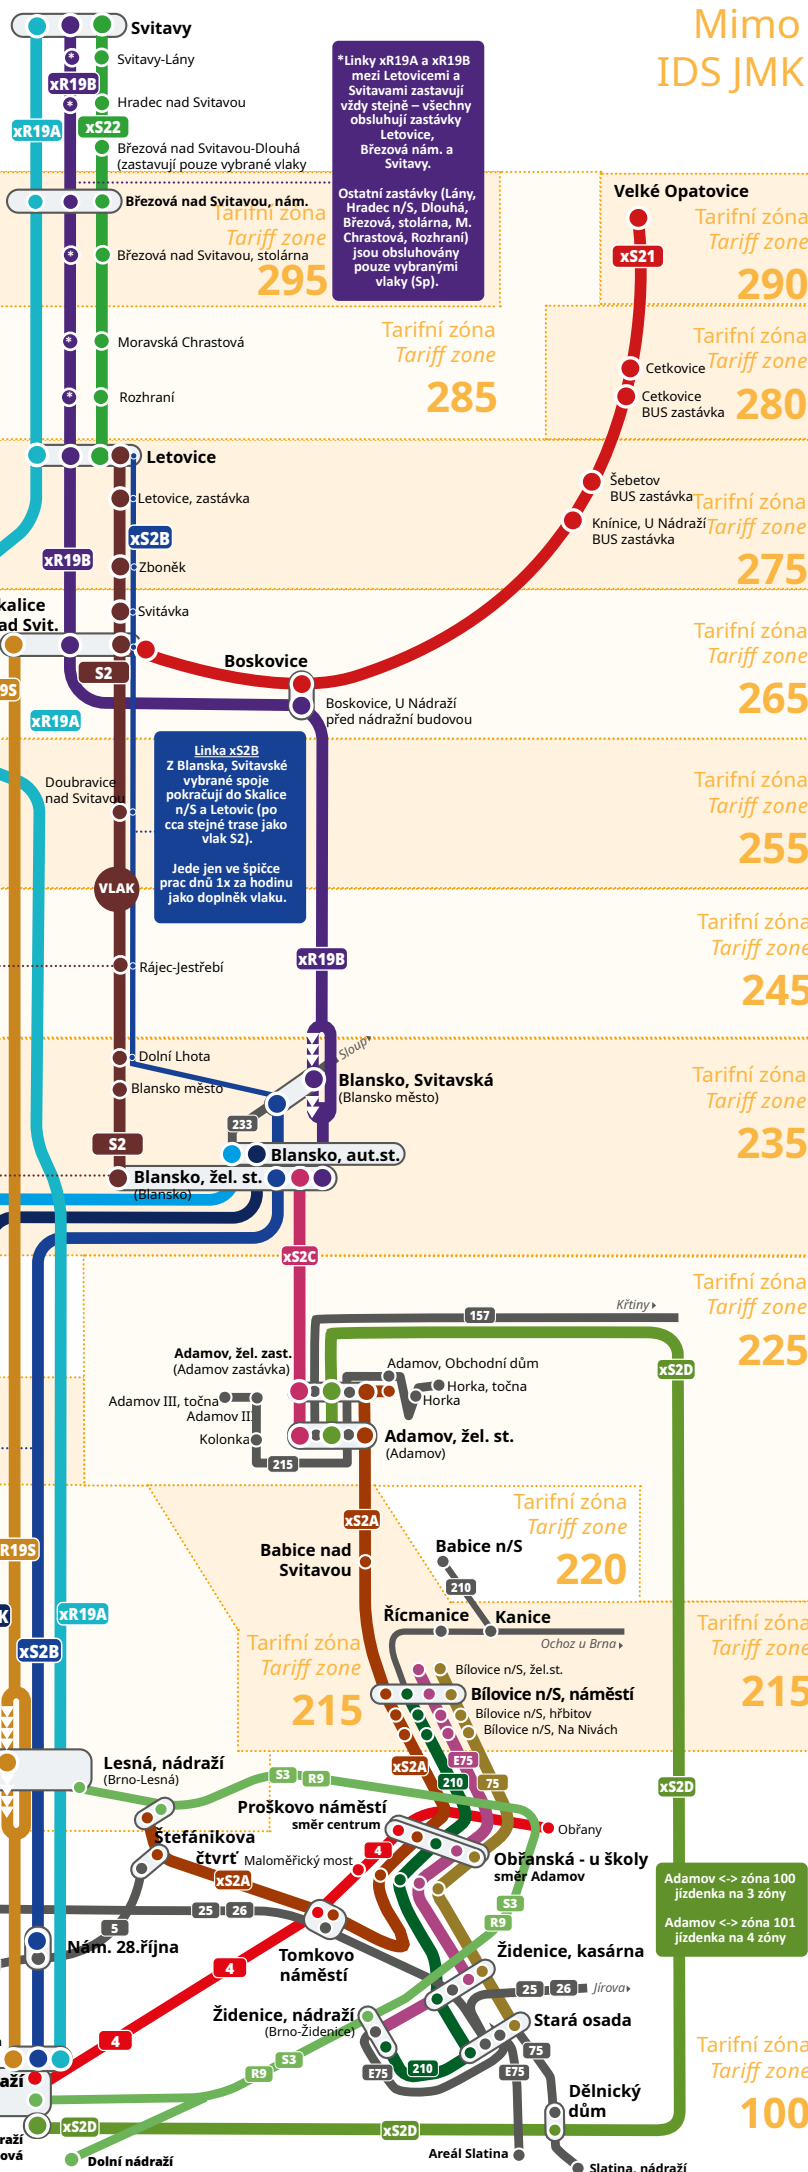 Mimo
IDS JMK
Svitavy
Svitavy-Lány
xR19B
Hradec nad Svitavou
xR19A
xS22
Březová nad Svitavou-Dlouhá
(zastavují pouze vybrané vlaky
*Linky xR19A a xR19B
mezi Letovicemi a
Svitavami zastavují
vždy stejně – všechny
obsluhují zastávky
Letovice,
Březová nám. a
Svitavy.
Ostatní zastávky (Lány,
Hradec n/S, Dlouhá,
Březová, stolárna, M.
Chrastová, Rozhraní)
jsou obsluhovány
pouze vybranými
vlaky (Sp).
*
*
*
*
*
Březová nad Svitavou, nám.
Tarifní zóna
Tariff zone
295
Březová nad Svitavou, stolárna
Velké Opatovice
xS21
Tarifní zóna
Tariff zone
290
Moravská Chrastová
Rozhraní
Tarifní zóna
Tariff zone
285
Tarifní zóna
Tariff zone
280
Cetkovice
Cetkovice
BUS zastávka
Letovice
Letovice, zastávka
xS2B
xR19B
Zboněk
Svitávka
Šebetov
BUS zastávka
Knínice, U Nádraží
BUS zastávka
Tarifní zóna
Tariff zone
275
kalice
ad Svit.
S2
9S
xR19A
Boskovice
Boskovice, U Nádraží
před nádražní budovou
Tarifní zóna
Tariff zone
265
Linka xS2B
Z Blanska, Svitavské
vybrané spoje
pokračují do Skalice
n/S a Letovic (po
cca stejné trase jako
vlak S2).
Jede jen ve špičce
prac dnů 1x za hodinu
jako doplněk vlaku.
Doubravice
nad Svitavou
VLAK
Tarifní zóna
Tariff zone
255
xR19B
Rájec-Jestřebí
Tarifní zóna
Tariff zone
245
Sloup
Dolní Lhota
Blansko město
Blansko, Svitavská
(Blansko město)
233
S2
Blansko, aut.st.
Blansko, žel. st.
(Blansko)
Tarifní zóna
Tariff zone
235
xS2C
Křtiny
157
Tarifní zóna
Tariff zone
225
xS2D
Adamov, žel. zast.
(Adamov zastávka)
Adamov, Obchodní dům
Horka, točna
Horka
Adamov III, točna
Adamov II
Kolonka
215
Adamov, žel. st.
(Adamov)
xS2A
Tarifní zóna
Tariff zone
220
R19S
Babice nad
Svitavou
Babice n/S
210
K
xR19A
xS2B
Řícmanice
Kanice
Ochoz u Brna
Tarifní zóna
Tariff zone
215
Tarifní zóna
Tariff zone
215
Bílovice n/S, žel.st.
Bílovice n/S, náměstí
Bílovice n/S, hřbitov
Bílovice n/S, Na Nivách
xS2A
E75
210
75
xS2D
Lesná, nádraží
(Brno-Lesná)
S3
R9
Proškovo náměstí
směr centrum
Obřany
Štefánikova
čtvrť
Maloměřický most
4
Obřanská - u školy
směr Adamov
xS2A
S3
R9
25
26
5
Nám. 28.října
Tomkovo
náměstí
4
Adamov <-> zóna 100
jízdenka na 3 zóny
Adamov <-> zóna 101
jízdenka na 4 zóny
Židenice, kasárna
25
26
Jírova
Židenice, nádraží
(Brno-Židenice)
Stará osada
4
S3
R9
E75
210
E75
75
Tarifní zóna
Tariff zone
100
aží
Dělnický
dům
xS2D
xS2D
raží
ová
Dolní nádraží
Areál Slatina
Slatina, nádraží